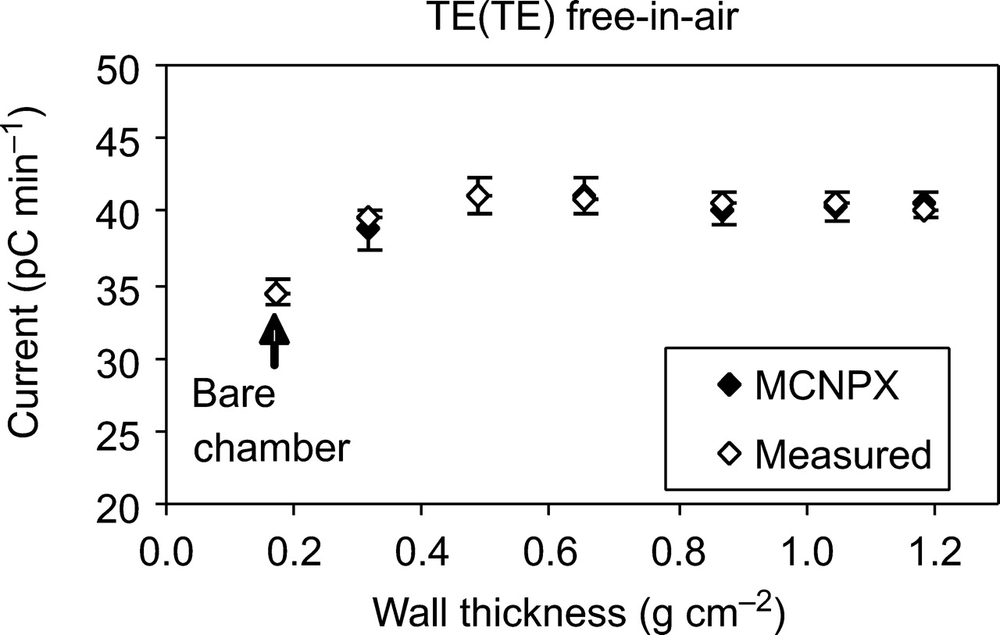 TE(TE) free-in-air
50
45
40
35
30
25
20
Current (pC min⁻¹)
Bare
chamber
MCNPX
Measured
0.0 0.2 0.4 0.6 0.8 1.0 1.2
Wall thickness (g cm⁻²)